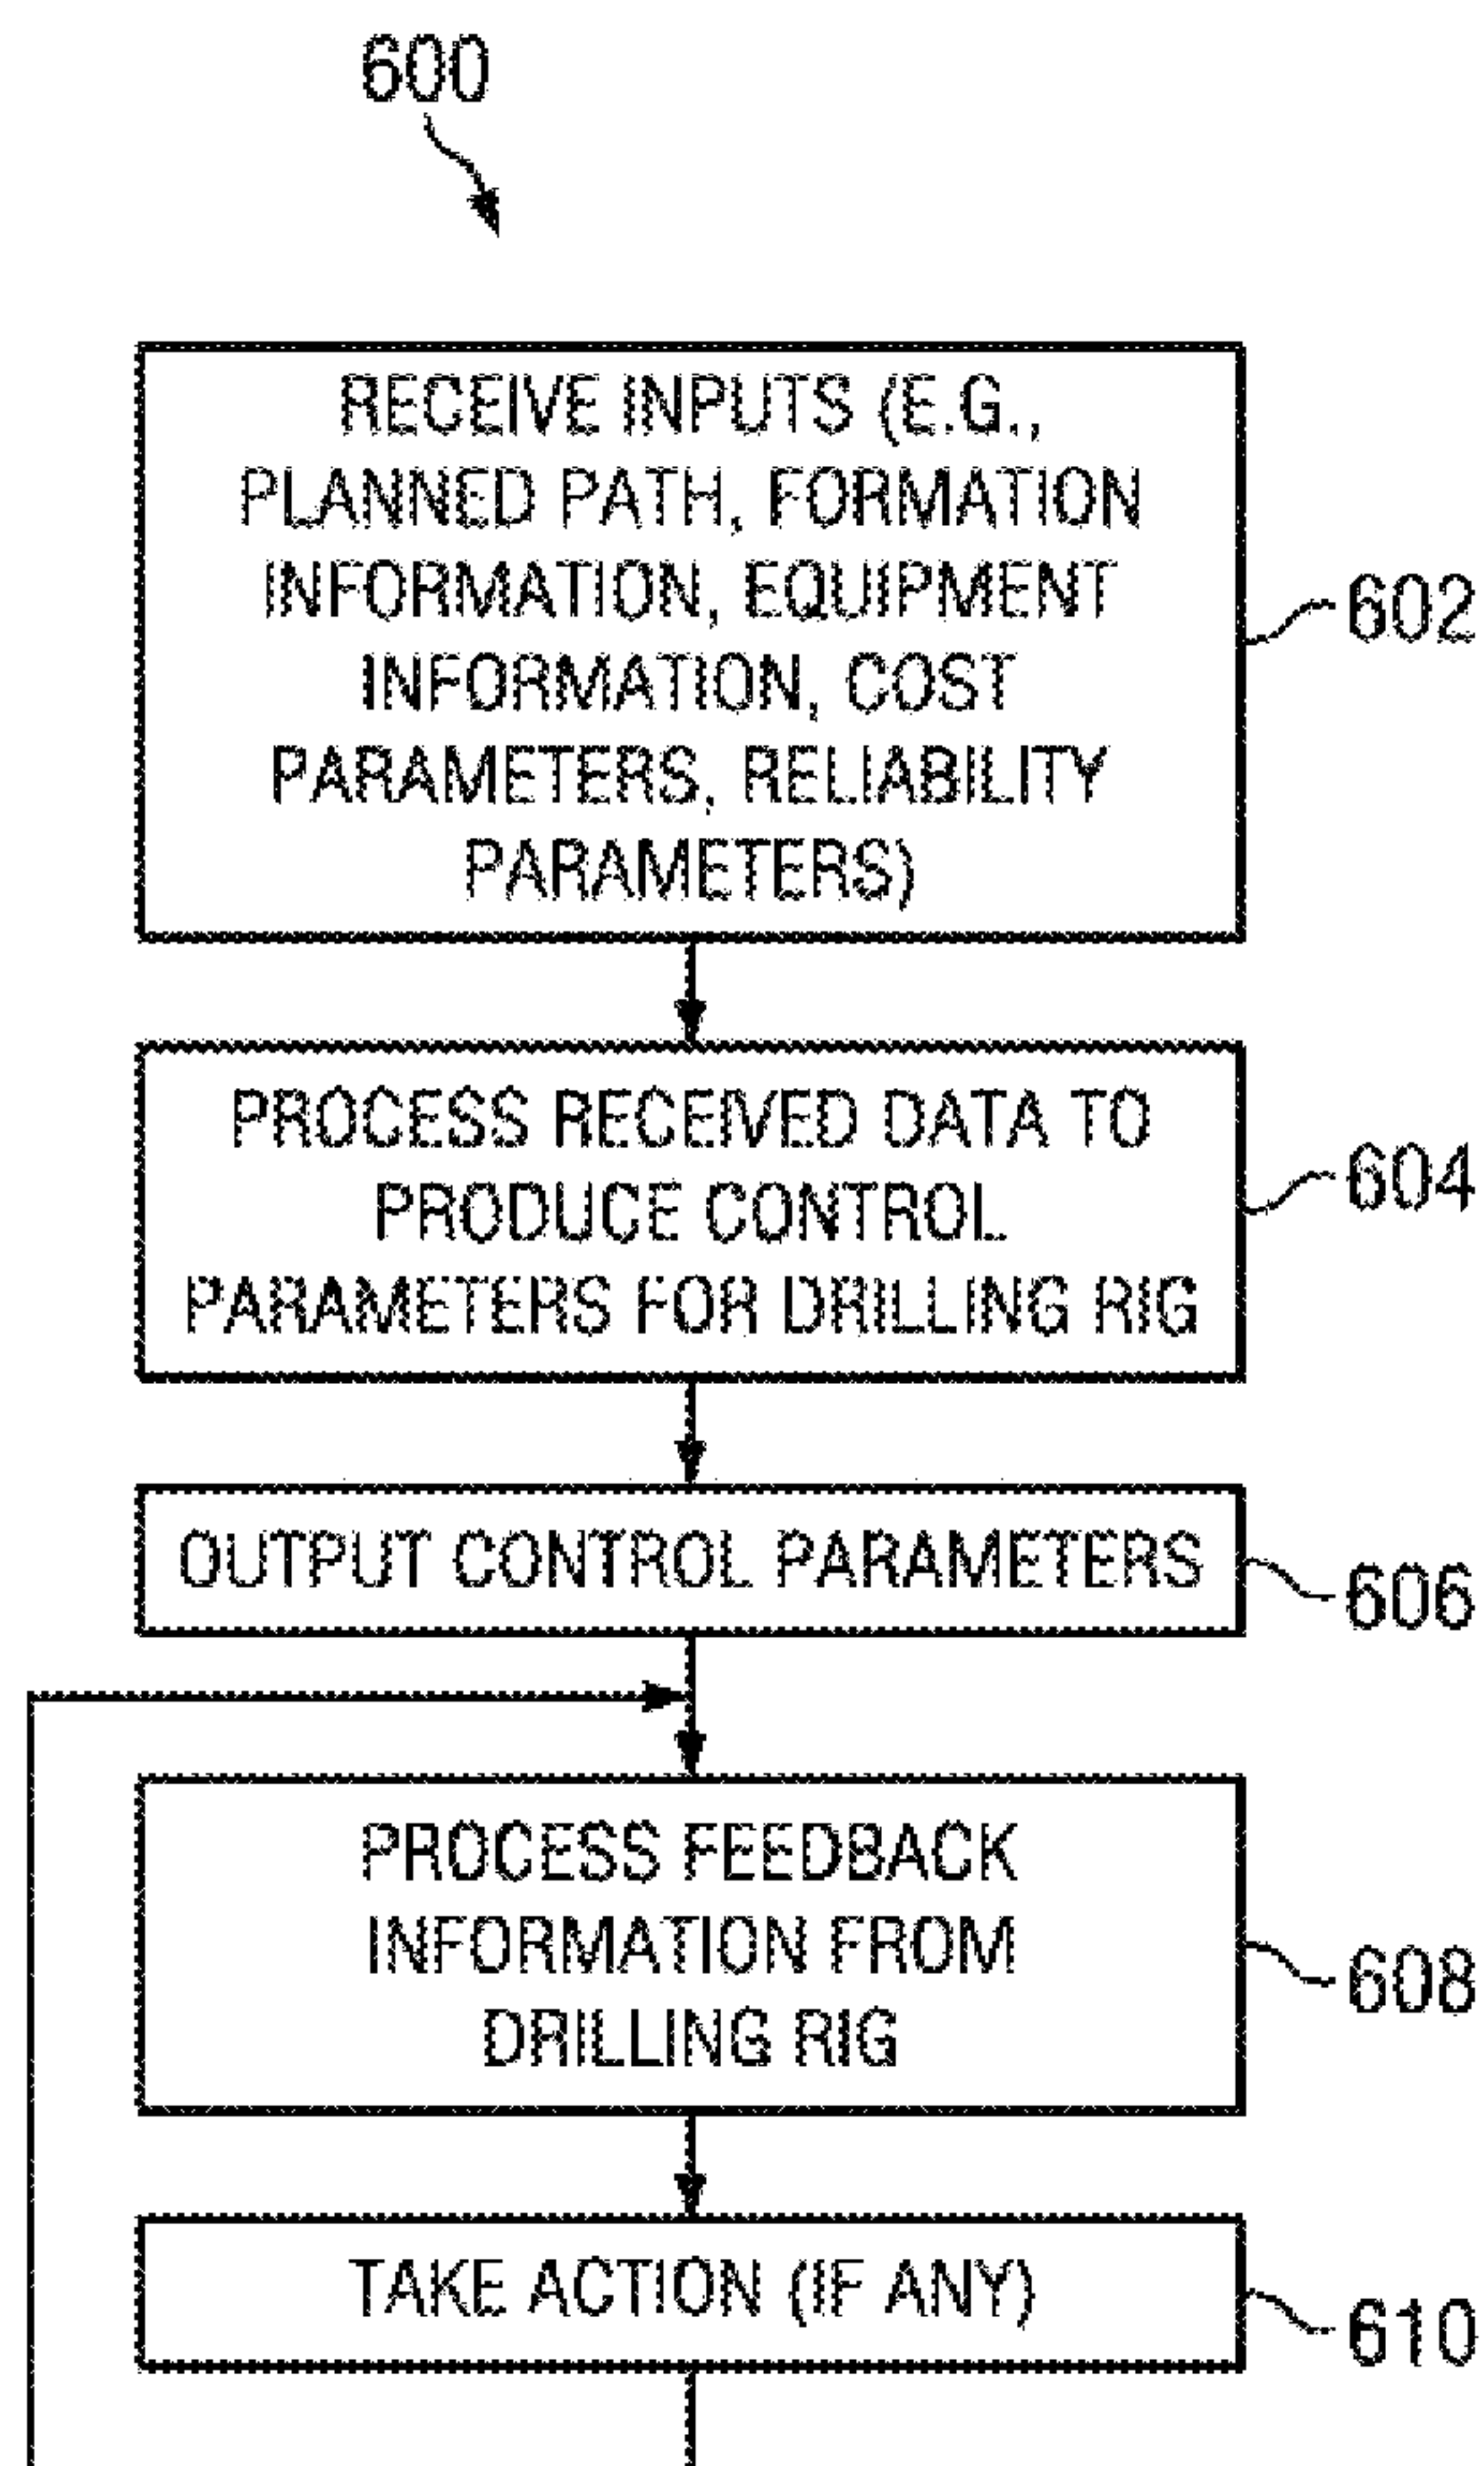 600
RECEIVE INPUTS (E.G.,
PLANNED PATH, FORMATION
INFORMATION, EQUIPMENT
INFORMATION, COST
PARAMETERS, RELIABILITY
PARAMETERS)
602
PROCESS RECEIVED DATA TO
PRODUCE CONTROL
PARAMETERS FOR DRILLING RIG
604
OUTPUT CONTROL PARAMETERS
606
PROCESS FEEDBACK
INFORMATION FROM
DRILLING RIG
608
TAKE ACTION (IF ANY)
610